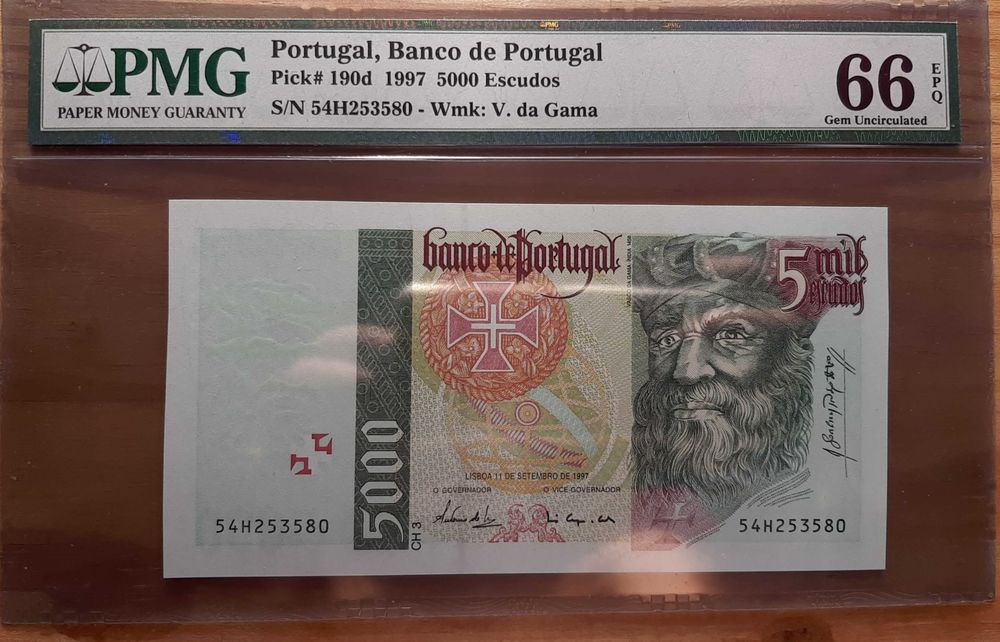 PMG
PAPER MONEY GUARANTY
Portugal, Banco de Portugal
Pick# 190d 1997 5000 Escudos
S/N 54H253580 - Wmk: V. da Gama
66
EPQ
Gem Uncirculated
banco de Portugal
5 mil
escudos
5000
CH 3
LISBOA 11 DE SETEMBRO DE 1997
O GOVERNADOR
O VICE-GOVERNADOR
54H253580
54H253580